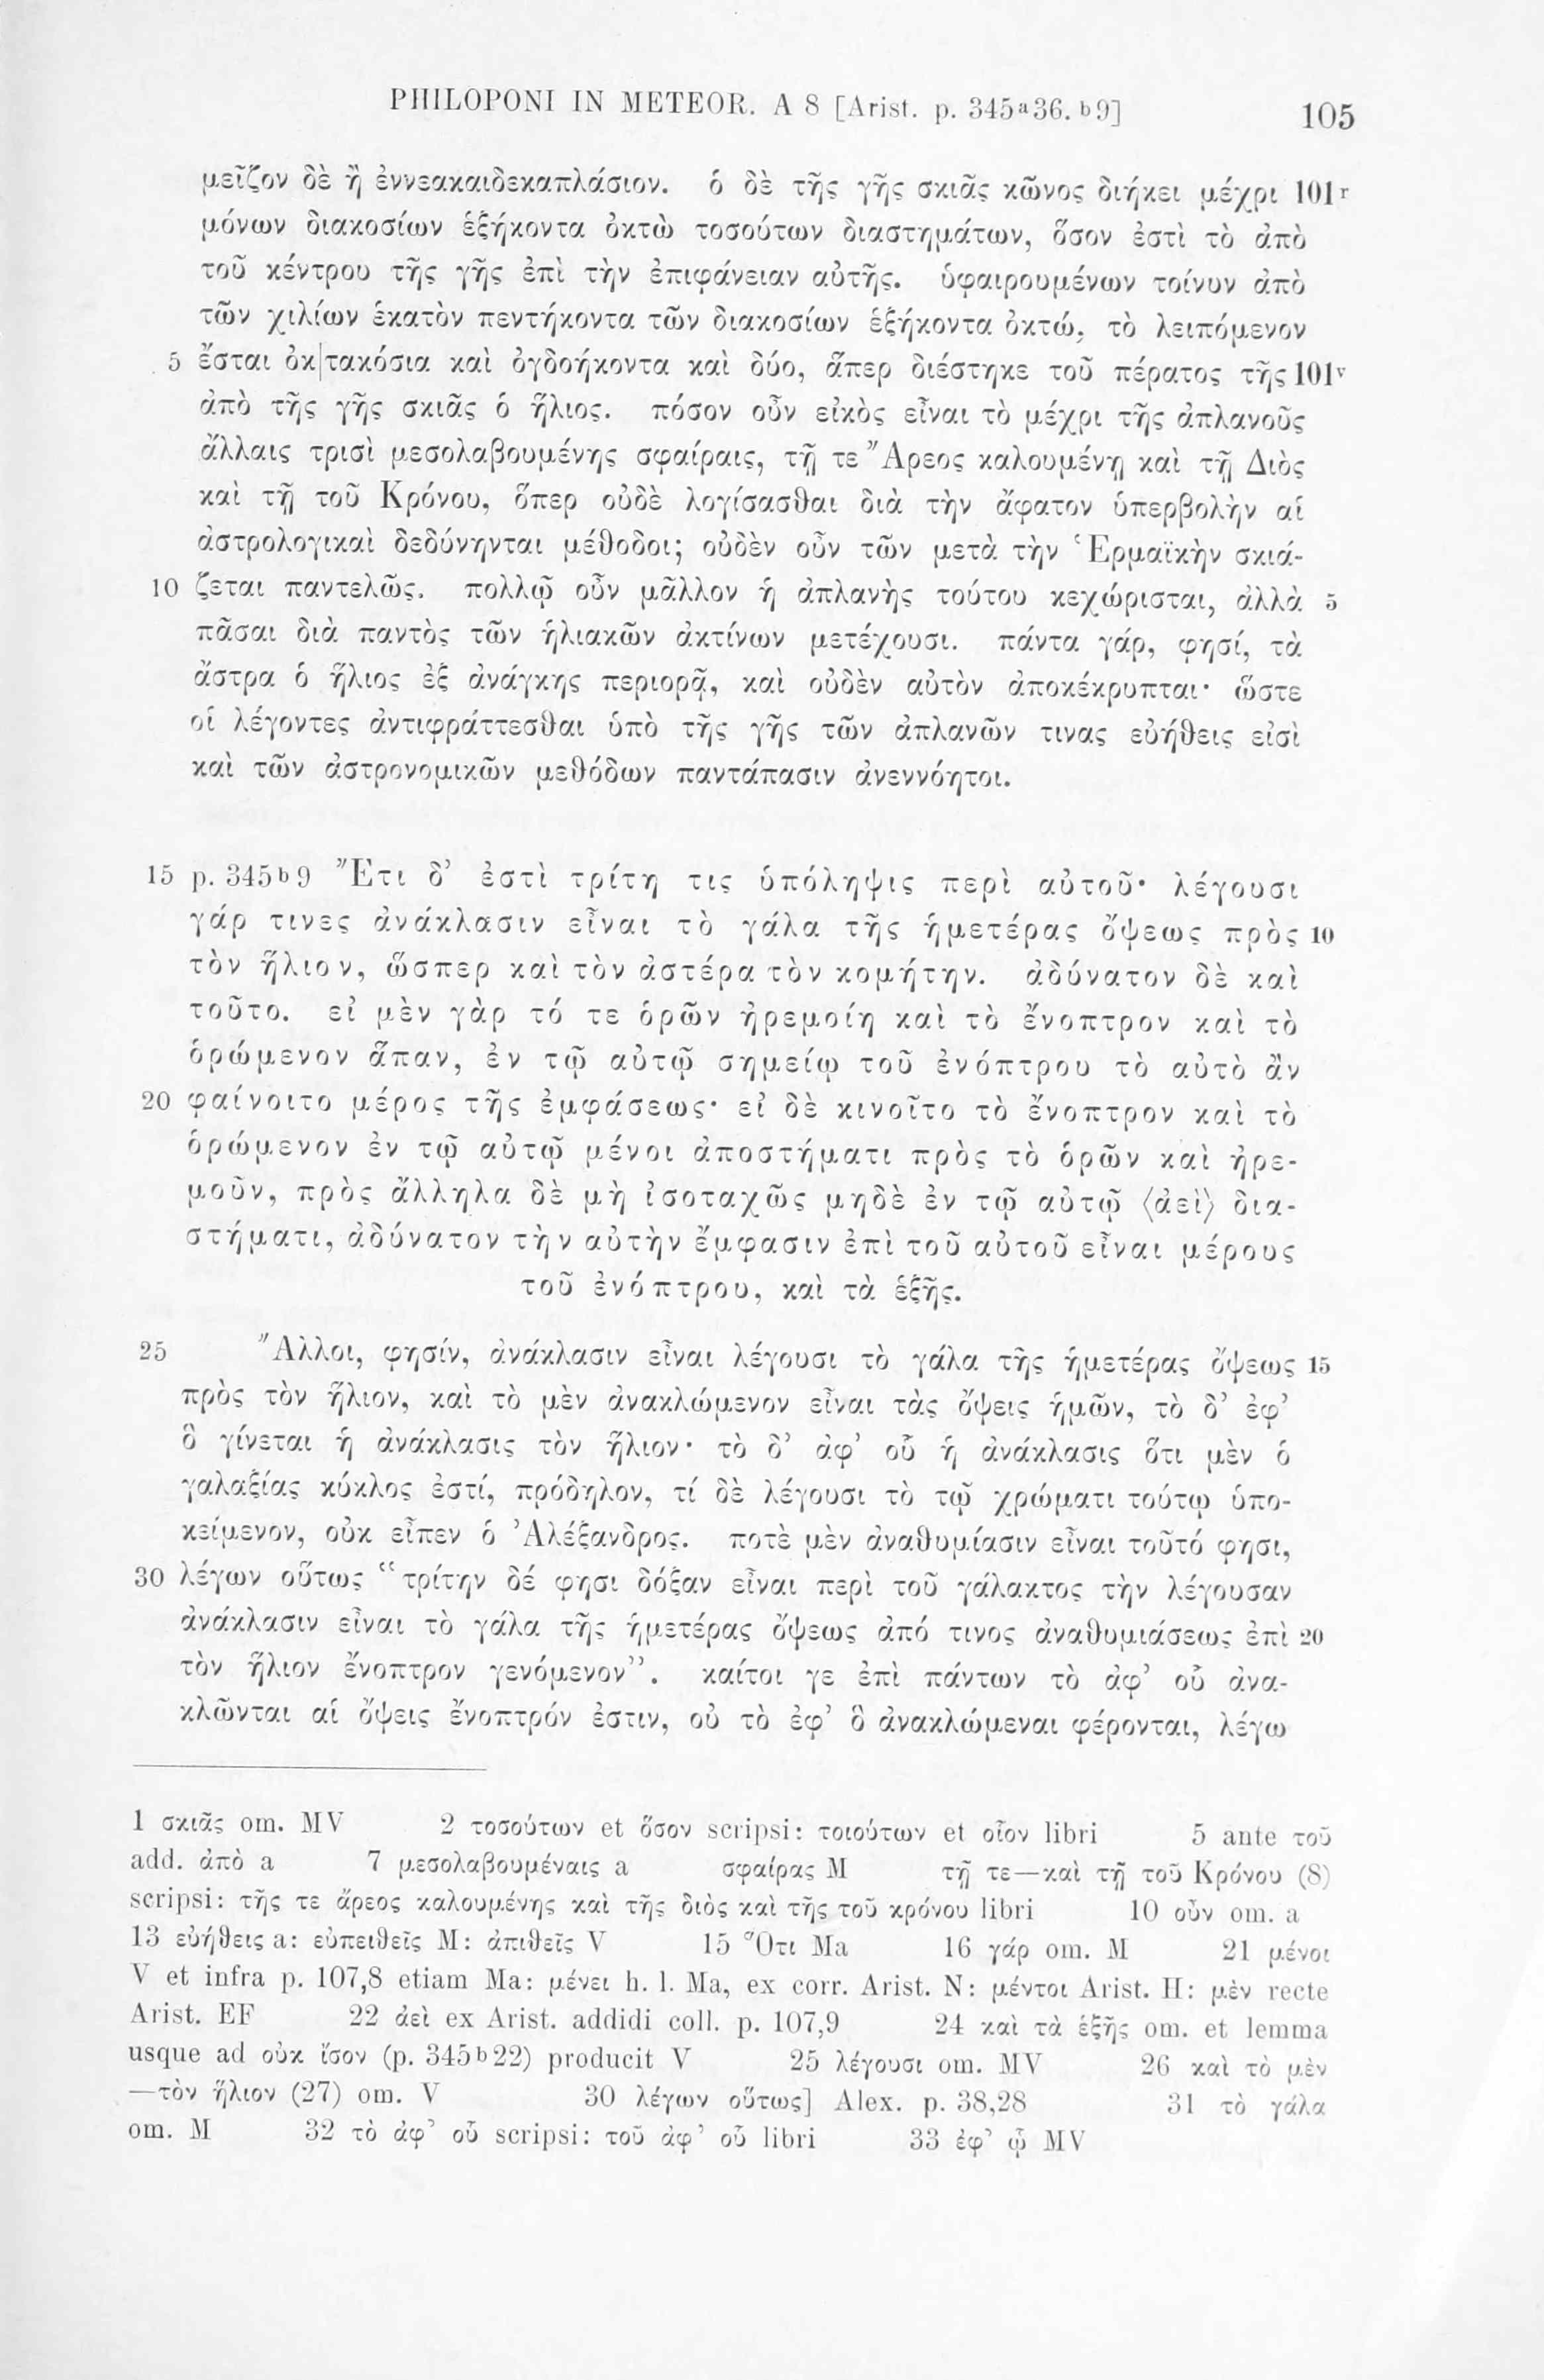 PHILOPONI IN METEOR. A 8 [Arist. p. 345ᵃ36. ᵇ9] 105
μεῖζον δὲ ἢ ἐννεακαιδεκαπλάσιον. ὁ δὲ τῆς γῆς σκιᾶς κῶνος διήκει μέχρι 101ʳ
μόνων διακοσίων ἑξήκοντα ὀκτὼ τοσούτων διαστημάτων, ὅσον ἐστὶ τὸ ἀπὸ
τοῦ κέντρου τῆς γῆς ἐπὶ τὴν ἐπιφάνειαν αὐτῆς. ὑφαιρουμένων τοίνυν ἀπὸ
τῶν χιλίων ἑκατὸν πεντήκοντα τῶν διακοσίων ἑξήκοντα ὀκτώ, τὸ λειπόμενον
5 ἔσται ὀκ|τακόσια καὶ ὀγδοήκοντα καὶ δύο, ἅπερ διέστηκε τοῦ πέρατος τῆς 101ᵛ
ἀπὸ τῆς γῆς σκιᾶς ὁ ἥλιος. πόσον οὖν εἰκὸς εἶναι τὸ μέχρι τῆς ἀπλανοῦς
ἄλλαις τρισὶ μεσολαβουμένης σφαίραις, τῇ τε Ἄρεος καλουμένῃ καὶ τῇ Διὸς
καὶ τῇ τοῦ Κρόνου, ὅπερ οὐδὲ λογίσασθαι διὰ τὴν ἄφατον ὑπερβολὴν αἱ
ἀστρολογικαὶ δεδύνηνται μέθοδοι; οὐδὲν οὖν τῶν μετὰ τὴν Ἑρμαϊκὴν σκιά-
10 ζεται παντελῶς. πολλῷ οὖν μᾶλλον ἡ ἀπλανὴς τούτου κεχώρισται, ἀλλὰ 5
πᾶσαι διὰ παντὸς τῶν ἡλιακῶν ἀκτίνων μετέχουσι. πάντα γάρ, φησί, τὰ
ἄστρα ὁ ἥλιος ἐξ ἀνάγκης περιορᾷ, καὶ οὐδὲν αὐτὸν ἀποκέκρυπται· ὥστε
οἱ λέγοντες ἀντιφράττεσθαι ὑπὸ τῆς γῆς τῶν ἀπλανῶν τινας εὐήθεις εἰσὶ
καὶ τῶν ἀστρονομικῶν μεθόδων παντάπασιν ἀνεννόητοι.
15 p. 345ᵇ9 Ἔτι δ’ ἐστὶ τρίτη τις ὑπόληψις περὶ αὐτοῦ· λέγουσι
γάρ τινες ἀνάκλασιν εἶναι τὸ γάλα τῆς ἡμετέρας ὄψεως πρὸς 10
τὸν ἥλιον, ὥσπερ καὶ τὸν ἀστέρα τὸν κομήτην. ἀδύνατον δὲ καὶ
τοῦτο. εἰ μὲν γὰρ τό τε ὁρῶν ἠρεμοίη καὶ τὸ ἔνοπτρον καὶ τὸ
ὁρώμενον ἅπαν, ἐν τῷ αὐτῷ σημείῳ τοῦ ἐνόπτρου τὸ αὐτὸ ἂν
20 φαίνοιτο μέρος τῆς ἐμφάσεως· εἰ δὲ κινοῖτο τὸ ἔνοπτρον καὶ τὸ
ὁρώμενον ἐν τῷ αὐτῷ μένοι ἀποστήματι πρὸς τὸ ὁρῶν καὶ ἠρε-
μοῦν, πρὸς ἄλληλα δὲ μὴ ἰσοταχῶς μηδὲ ἐν τῷ αὐτῷ ⟨ἀεὶ⟩ δια-
στήματι, ἀδύνατον τὴν αὐτὴν ἔμφασιν ἐπὶ τοῦ αὐτοῦ εἶναι μέρους
τοῦ ἐνόπτρου, καὶ τὰ ἑξῆς.
25 Ἄλλοι, φησίν, ἀνάκλασιν εἶναι λέγουσι τὸ γάλα τῆς ἡμετέρας ὄψεως 15
πρὸς τὸν ἥλιον, καὶ τὸ μὲν ἀνακλώμενον εἶναι τὰς ὄψεις ἡμῶν, τὸ δ’ ἐφ’
ὃ γίνεται ἡ ἀνάκλασις τὸν ἥλιον· τὸ δ’ ἀφ’ οὗ ἡ ἀνάκλασις ὅτι μὲν ὁ
γαλαξίας κύκλος ἐστί, πρόδηλον, τί δὲ λέγουσι τὸ τῷ χρώματι τούτῳ ὑπο-
κείμενον, οὐκ εἶπεν ὁ Ἀλέξανδρος. ποτὲ μὲν ἀναθυμίασιν εἶναι τοῦτό φησι,
30 λέγων οὕτως “τρίτην δέ φησι δόξαν εἶναι περὶ τοῦ γάλακτος τὴν λέγουσαν
ἀνάκλασιν εἶναι τὸ γάλα τῆς ἡμετέρας ὄψεως ἀπό τινος ἀναθυμιάσεως ἐπὶ 20
τὸν ἥλιον ἔνοπτρον γενόμενον”. καίτοι γε ἐπὶ πάντων τὸ ἀφ’ οὗ ἀνα-
κλῶνται αἱ ὄψεις ἔνοπτρόν ἐστιν, οὐ τὸ ἐφ’ ὃ ἀνακλώμεναι φέρονται, λέγω
1 σκιᾶς om. MV 2 τοσούτων et ὅσον scripsi: τοιούτων et οἷον libri 5 ante τοῦ
add. ἀπὸ a 7 μεσολαβουμέναις a σφαίρας M τῇ τε—καὶ τῇ τοῦ Κρόνου (8)
scripsi: τῆς τε ἄρεος καλουμένης καὶ τῆς διὸς καὶ τῆς τοῦ κρόνου libri 10 οὖν om. a
13 εὐήθεις a: εὐπειθεῖς M: ἀπιθεῖς V 15 Ὅτι Ma 16 γάρ om. M 21 μένοι
V et infra p. 107,8 etiam Ma: μένει h. l. Ma, ex corr. Arist. N: μέντοι Arist. H: μὲν recte
Arist. EF 22 ἀεὶ ex Arist. addidi coll. p. 107,9 24 καὶ τὰ ἑξῆς om. et lemma
usque ad οὐκ ἴσον (p. 345ᵇ22) producit V 25 λέγουσι om. MV 26 καὶ τὸ μὲν
—τὸν ἥλιον (27) om. V 30 λέγων οὕτως] Alex. p. 38,28 31 τὸ γάλα
om. M 32 τὸ ἀφ’ οὗ scripsi: τοῦ ἀφ’ οὗ libri 33 ἐφ’ ᾧ MV